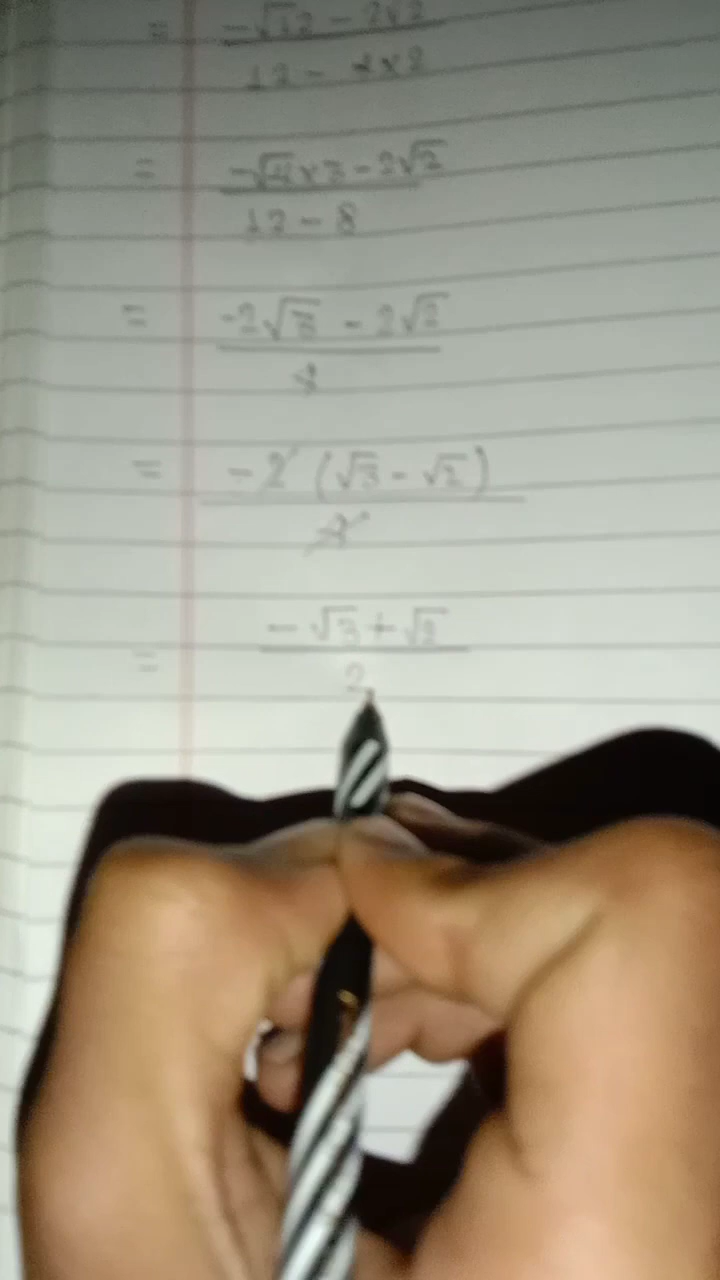 = -√12 - 2√2 / 12 - 4×2
= -√4×3 - 2√2 / 12 - 8
= -2√3 - 2√2 / 4
= -2 (√3 - √2) / 4
= -√3 + √2 / 2